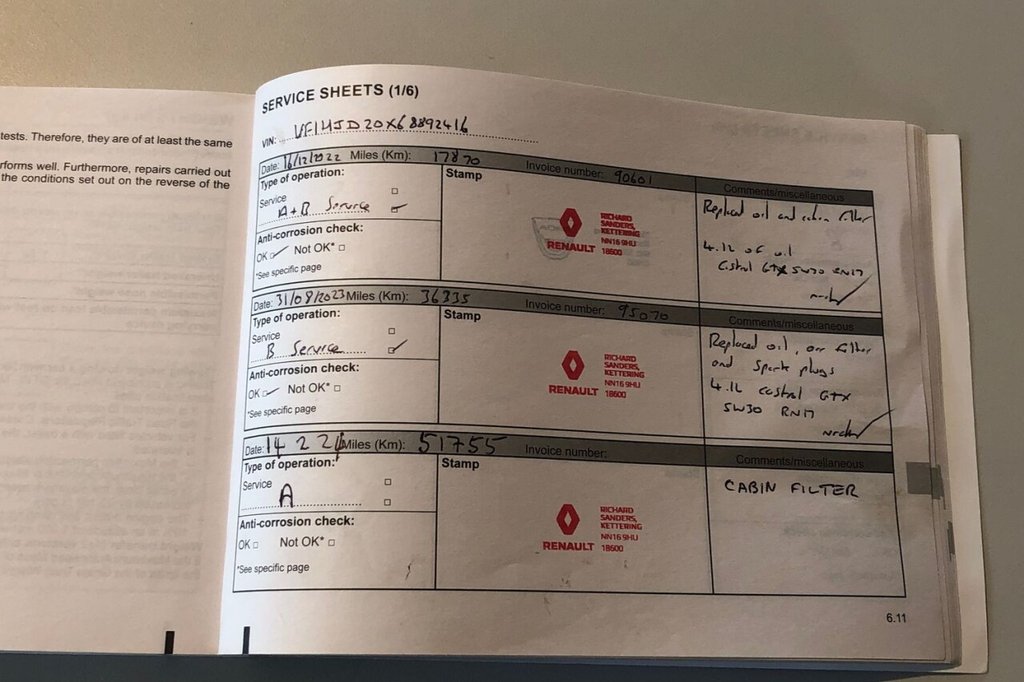 tests. Therefore, they are of at least the same
rforms well. Furthermore, repairs carried out
the conditions set out on the reverse of the
SERVICE SHEETS (1/6)
VIN: VF14JD20X68892416
Date: 16/12/2022 Miles (Km): 17870 Invoice number: 90601
Type of operation:
Service
A+B Service
Anti-corrosion check:
OK Not OK*
*See specific page
Stamp
RENAULT
RICHARD
SANDERS,
KETTERING
NN16 9HU
18600
Comments/miscellaneous
Replaced oil and cabin filter
4.1L of oil
Castrol GTX 5W30 RN17
Date: 31/08/2023 Miles (Km): 36335 Invoice number: 95070
Type of operation:
Service
B Service
Anti-corrosion check:
OK Not OK*
*See specific page
Stamp
RENAULT
RICHARD
SANDERS,
KETTERING
NN16 9HU
18600
Comments/miscellaneous
Replaced oil, filter
and Spark plugs
4.1L Castrol GTX
5W30 RN17
Date: 14 2 24 Miles (Km): 51755 Invoice number:
Type of operation:
Service
A
Anti-corrosion check:
OK Not OK*
*See specific page
Stamp
RENAULT
RICHARD
SANDERS,
KETTERING
NN16 9HU
18600
Comments/miscellaneous
CABIN FILTER
6.11